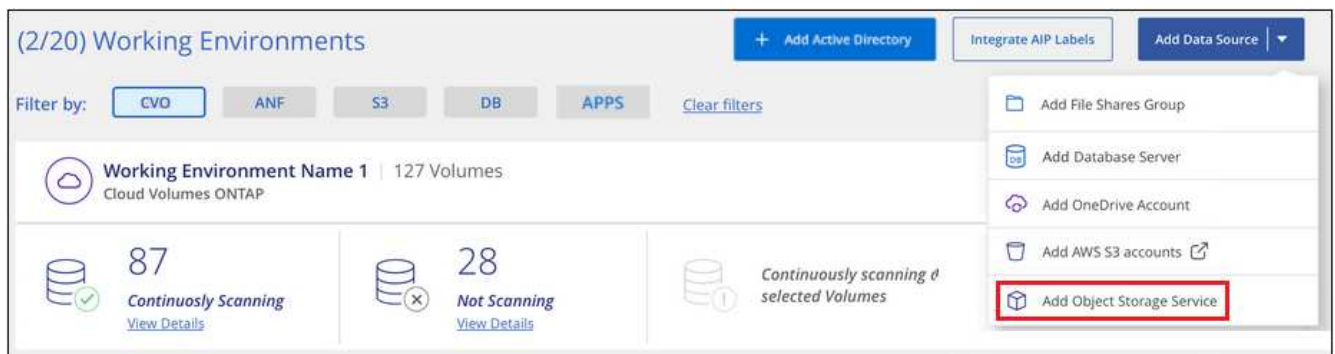 (2/20) Working Environments
+ Add Active Directory
Integrate AIP Labels
Add Data Source
Filter by:
CVO
ANF
S3
DB
APPS
Clear filters
Add File Shares Group
DB
Add Database Server
Add OneDrive Account
Add AWS S3 accounts
Add Object Storage Service
Working Environment Name 1 | 127 Volumes
Cloud Volumes ONTAP
87
Continuosly Scanning
View Details
28
Not Scanning
View Details
Continuously scanning
selected Volumes